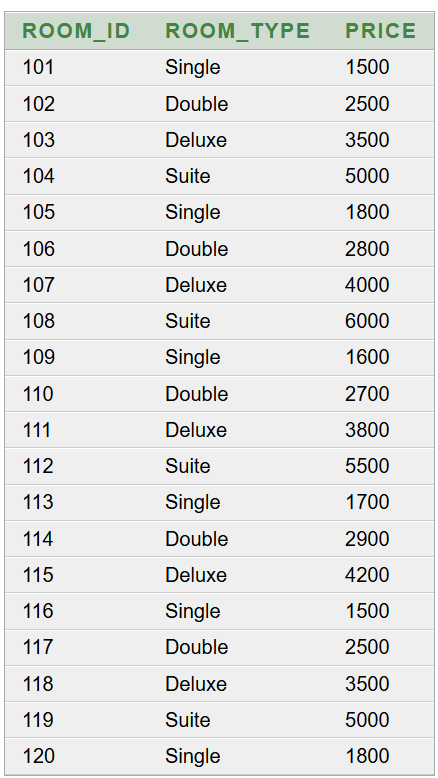 ROOM_ID ROOM_TYPE PRICE
101 Single 1500
102 Double 2500
103 Deluxe 3500
104 Suite 5000
105 Single 1800
106 Double 2800
107 Deluxe 4000
108 Suite 6000
109 Single 1600
110 Double 2700
111 Deluxe 3800
112 Suite 5500
113 Single 1700
114 Double 2900
115 Deluxe 4200
116 Single 1500
117 Double 2500
118 Deluxe 3500
119 Suite 5000
120 Single 1800